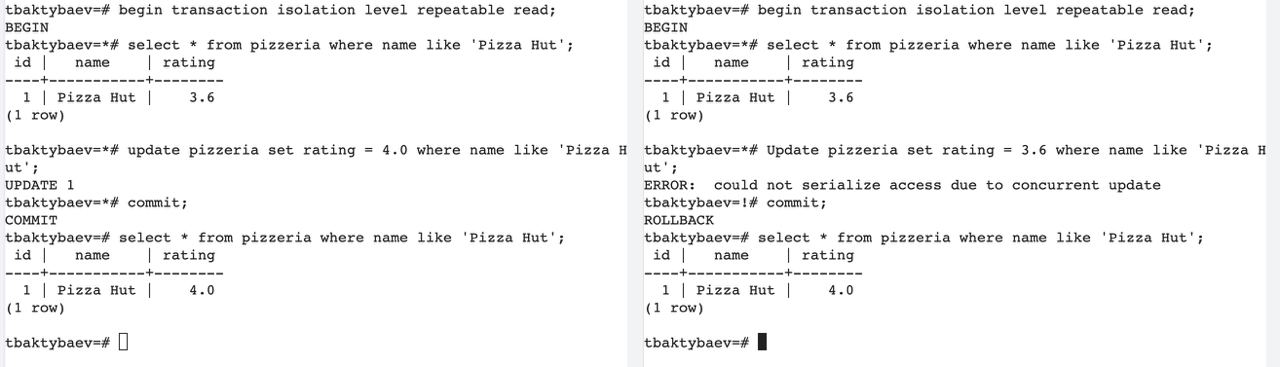 tbaktybaev=# begin transaction isolation level repeatable read;
BEGIN
tbaktybaev=*# select * from pizzeria where name like 'Pizza Hut';
 id |   name    | rating
----+-----------+--------
  1 | Pizza Hut |    3.6
(1 row)
tbaktybaev=*# update pizzeria set rating = 4.0 where name like 'Pizza H
ut';
UPDATE 1
tbaktybaev=*# commit;
COMMIT
tbaktybaev=# select * from pizzeria where name like 'Pizza Hut';
 id |   name    | rating
----+-----------+--------
  1 | Pizza Hut |    4.0
(1 row)
tbaktybaev=#
tbaktybaev=# begin transaction isolation level repeatable read;
BEGIN
tbaktybaev=*# select * from pizzeria where name like 'Pizza Hut';
 id |   name    | rating
----+-----------+--------
  1 | Pizza Hut |    3.6
(1 row)
tbaktybaev=*# Update pizzeria set rating = 3.6 where name like 'Pizza H
ut';
ERROR:  could not serialize access due to concurrent update
tbaktybaev=!# commit;
ROLLBACK
tbaktybaev=# select * from pizzeria where name like 'Pizza Hut';
 id |   name    | rating
----+-----------+--------
  1 | Pizza Hut |    4.0
(1 row)
tbaktybaev=#